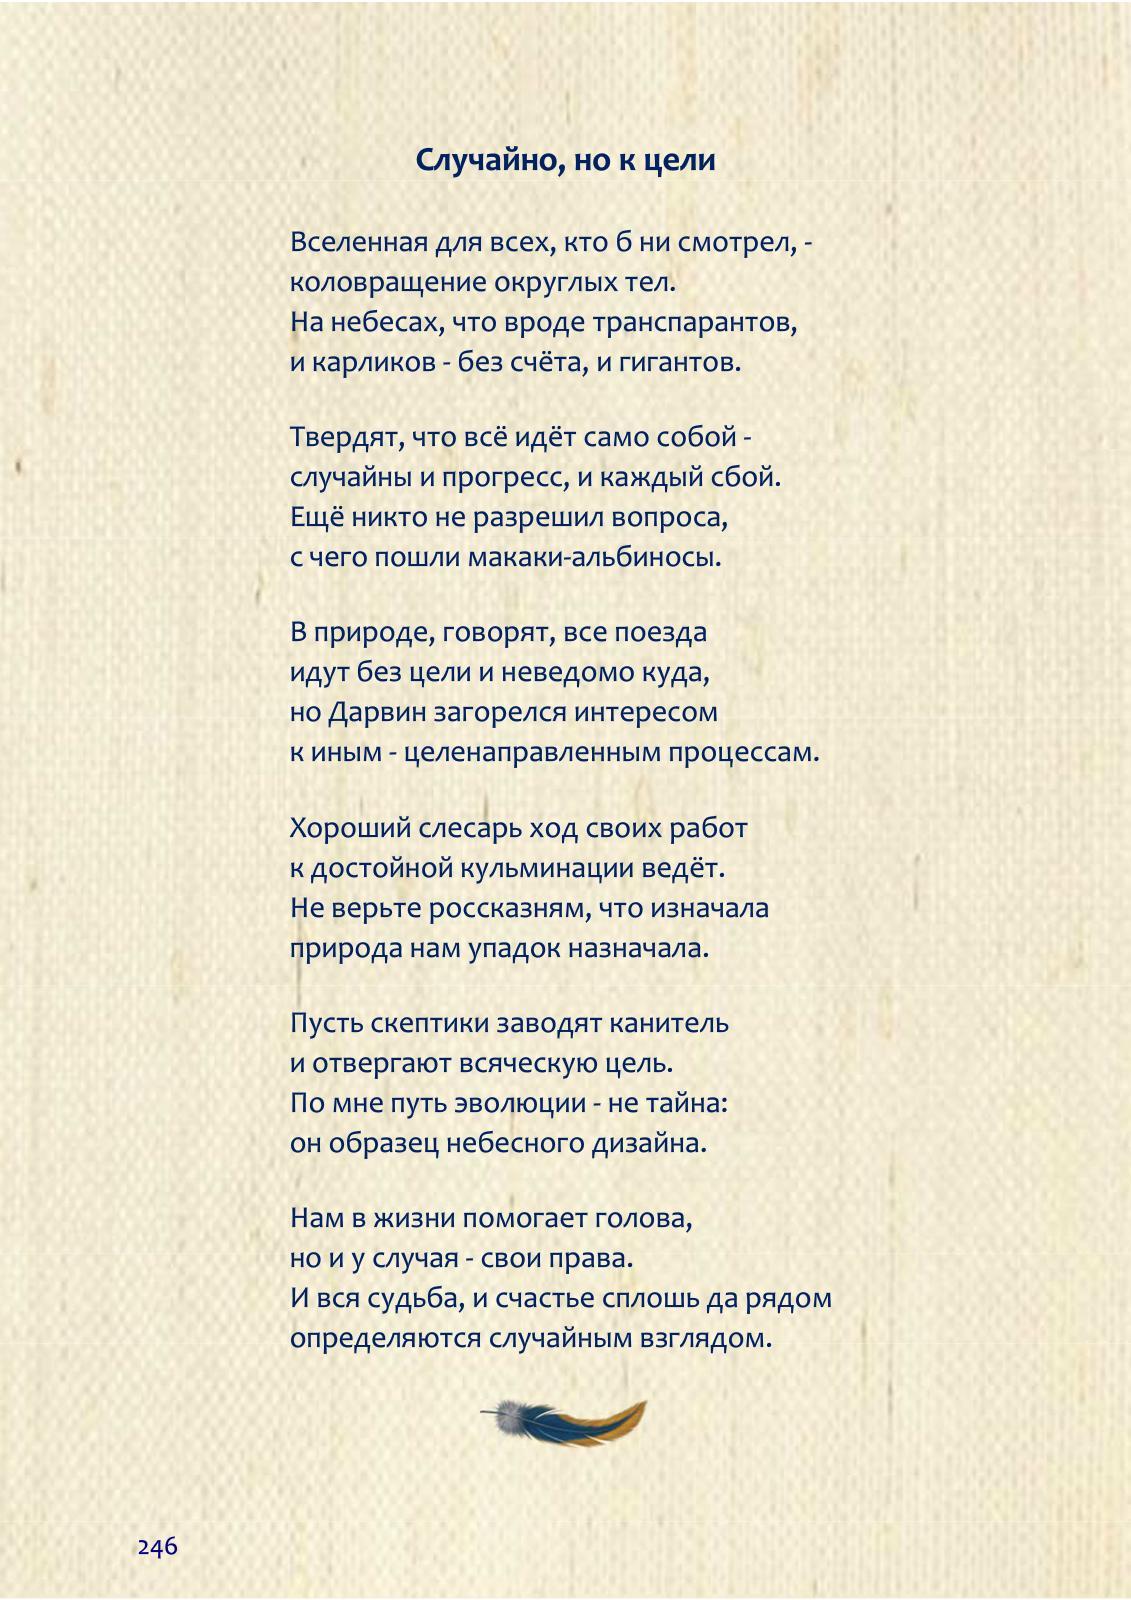 Случайно, но к цели
Вселенная для всех, кто б ни смотрел, -
коловращение округлых тел.
На небесах, что вроде транспарантов,
и карликов - без счёта, и гигантов.
Твердят, что всё идёт само собой -
случайны и прогресс, и каждый сбой.
Ещё никто не разрешил вопроса,
с чего пошли макаки-альбиносы.
В природе, говорят, все поезда
идут без цели и неведомо куда,
но Дарвин загорелся интересом
к иным - целенаправленным процессам.
Хороший слесарь ход своих работ
к достойной кульминации ведёт.
Не верьте россказням, что изначала
природа нам упадок назначала.
Пусть скептики заводят канитель
и отвергают всяческую цель.
По мне путь эволюции - не тайна:
он образец небесного дизайна.
Нам в жизни помогает голова,
но и у случая - свои права.
И вся судьба, и счастье сплошь да рядом
определяются случайным взглядом.
246